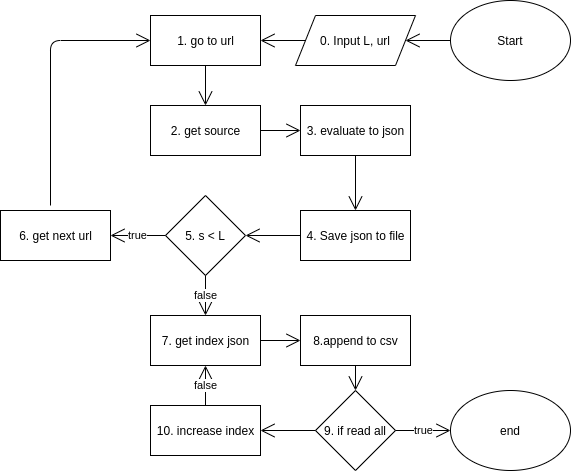 1. go to url
0. Input L, url
Start
2. get source
3. evaluate to json
6. get next url
true
5. s < L
4. Save json to file
false
7. get index json
8.append to csv
false
10. increase index
9. if read all
true
end